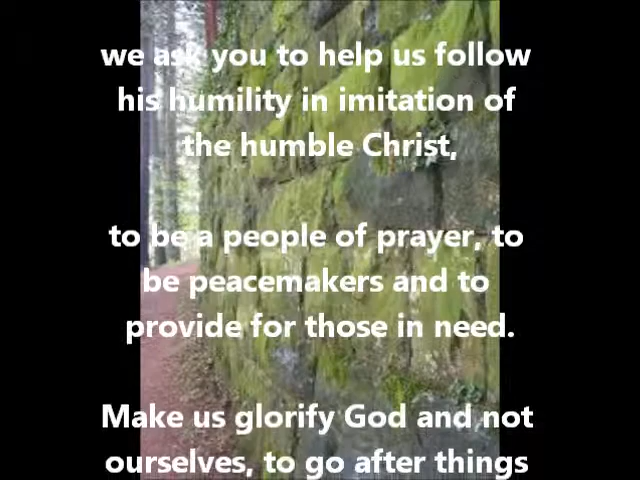 we ask you to help us follow
his humility in imitation of
the humble Christ,
to be a people of prayer, to
be peacemakers and to
provide for those in need.
Make us glorify God and not
ourselves, to go after things